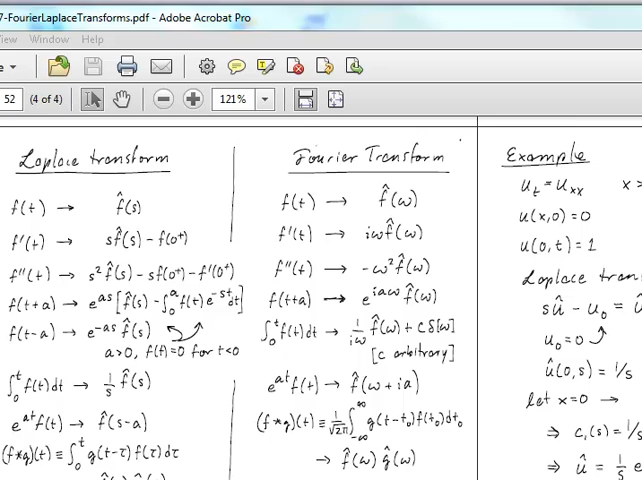 7-FourierLaplaceTransforms.pdf - Adobe Acrobat Pro
View Window Help
52 (4 of 4) 121%
Laplace transform
f(t) → f̂(s)
f'(t) → sf̂(s) - f(0⁺)
f''(t) → s²f̂(s) - sf(0⁺) - f'(0⁺)
f(t+a) → e^{as}[f̂(s) - ∫₀^a f(t)e^{-st}dt]
f(t-a) → e^{-as} f̂(s)
a>0, f(t)=0 for t<0
∫₀^t f(t)dt → 1/s f̂(s)
e^{at}f(t) → f̂(s-a)
(f*g)(t) ≡ ∫₀^t g(t-τ) f(τ) dτ
Fourier Transform
f(t) → f̂(ω)
f'(t) → iωf̂(ω)
f''(t) → -ω²f̂(ω)
f(t+a) → e^{iaω}f̂(ω)
∫₀^t f(t)dt → 1/iω f̂(ω) + cδ[ω]
[c arbitrary]
e^{at}f(t) → f̂(ω+ia)
(f*g)(t) ≡ 1/√2π ∫_{-∞}^∞ g(t-t₀)f(t₀)dt₀
→ f̂(ω) ĝ(ω)
Example
u_t = u_xx x>
u(x,0)=0
u(0,t)=1
Laplace tran
sû - u₀ =
u₀=0
û(0,s)=1/s
let x=0 →
⇒ c₁(s)=1/s
⇒ û = 1/s e